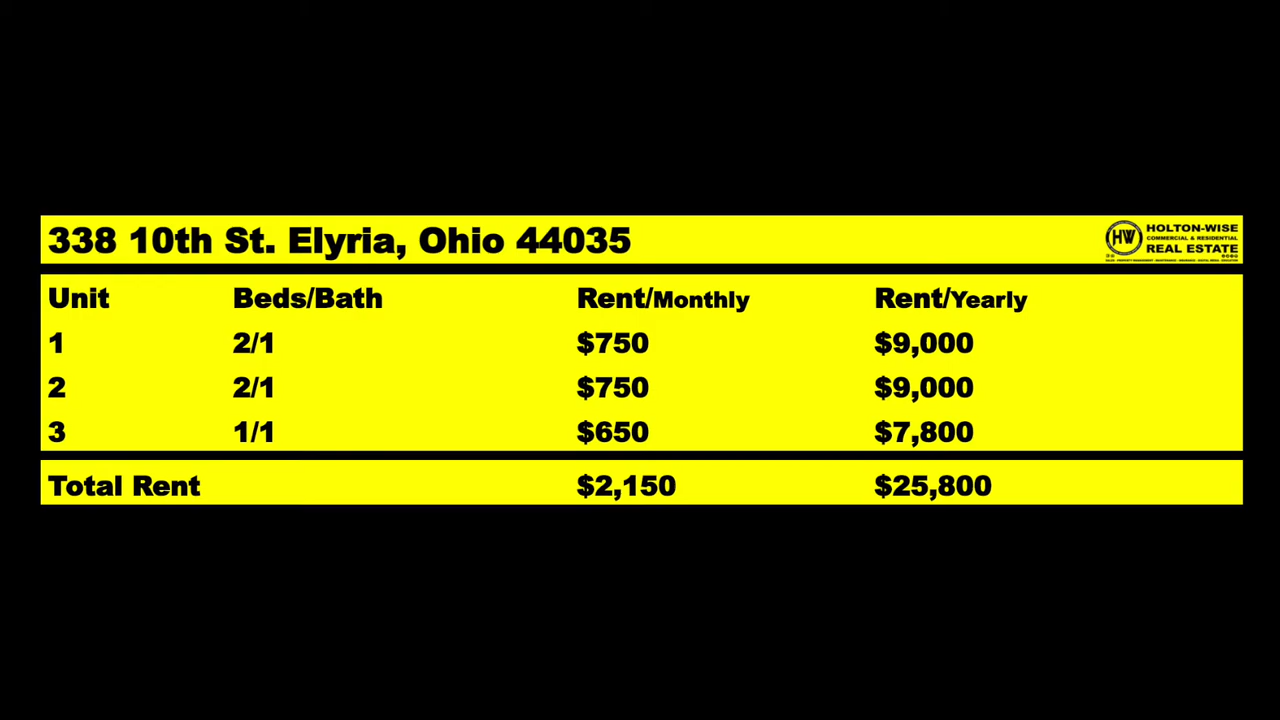 338 10th St. Elyria, Ohio 44035
HW
HOLTON-WISE
COMMERCIAL & RESIDENTIAL
REAL ESTATE
Unit Beds/Bath Rent/Monthly Rent/Yearly
1 2/1 $750 $9,000
2 2/1 $750 $9,000
3 1/1 $650 $7,800
Total Rent $2,150 $25,800